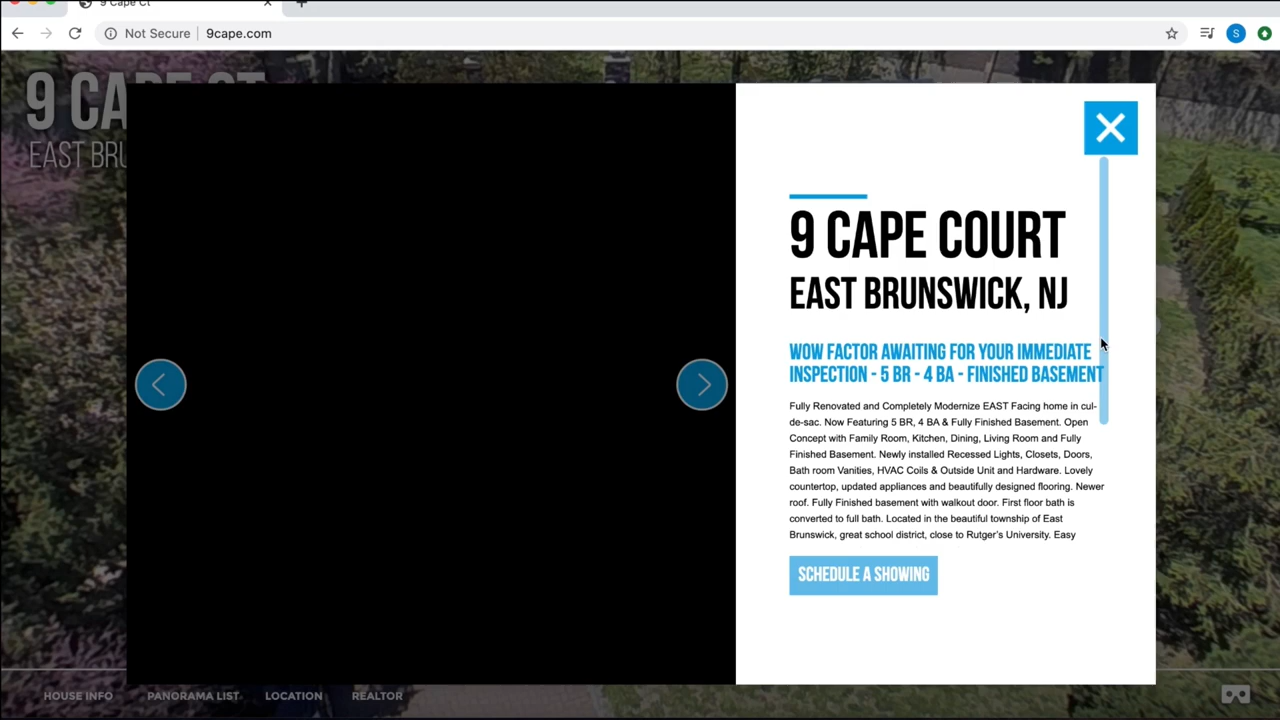 9 Cape Ct
Not Secure
9cape.com
S
9 CA
EAST BRU
9 CAPE COURT
EAST BRUNSWICK, NJ
WOW FACTOR AWAITING FOR YOUR IMMEDIATE
INSPECTION - 5 BR - 4 BA - FINISHED BASEMENT
Fully Renovated and Completely Modernize EAST Facing home in cul-
de-sac. Now Featuring 5 BR, 4 BA & Fully Finished Basement. Open
Concept with Family Room, Kitchen, Dining, Living Room and Fully
Finished Basement. Newly installed Recessed Lights, Closets, Doors,
Bath room Vanities, HVAC Coils & Outside Unit and Hardware. Lovely
countertop, updated appliances and beautifully designed flooring. Newer
roof. Fully Finished basement with walkout door. First floor bath is
converted to full bath. Located in the beautiful township of East
Brunswick, great school district, close to Rutger's University. Easy
SCHEDULE A SHOWING
HOUSE INFO PANORAMA LIST LOCATION REALTOR